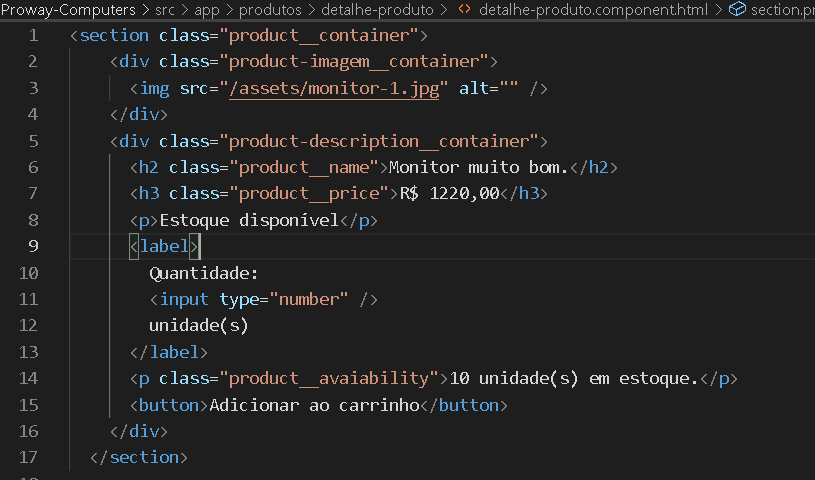 Proway-Computers > src > app > produtos > detalhe-produto > <> detalhe-produto.component.html > section.pr
1 <section class="product__container">
2 <div class="product-imagem__container">
3 <img src="/assets/monitor-1.jpg" alt="" />
4 </div>
5 <div class="product-description__container">
6 <h2 class="product__name">Monitor muito bom.</h2>
7 <h3 class="product__price">R$ 1220,00</h3>
8 <p>Estoque disponível</p>
9 <label>
10 Quantidade:
11 <input type="number" />
12 unidade(s)
13 </label>
14 <p class="product__avaiability">10 unidade(s) em estoque.</p>
15 <button>Adicionar ao carrinho</button>
16 </div>
17 </section>